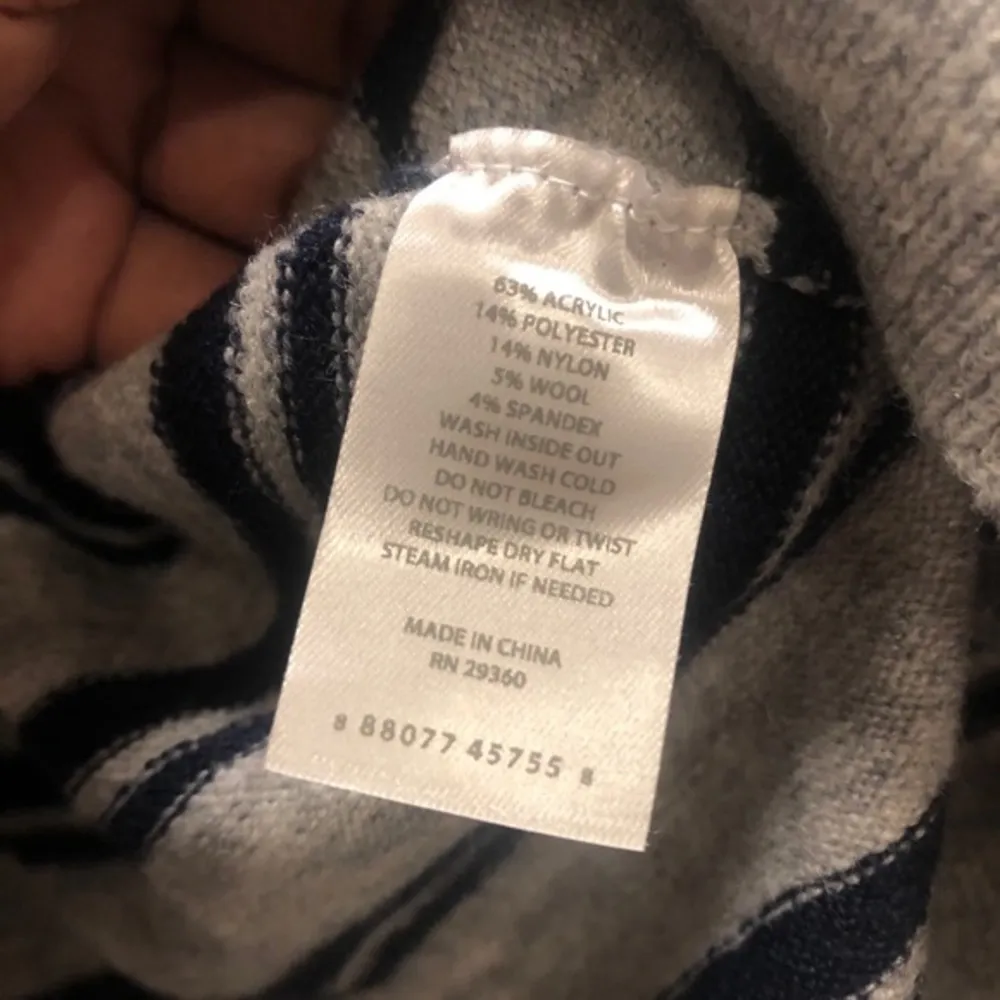 63% ACRYLIC
14% POLYESTER
14% NYLON
5% WOOL
4% SPANDEX
WASH INSIDE OUT
HAND WASH COLD
DO NOT BLEACH
DO NOT WRING OR TWIST
RESHAPE DRY FLAT
STEAM IRON IF NEEDED
MADE IN CHINA
RN 29360
8 88077 45755 8